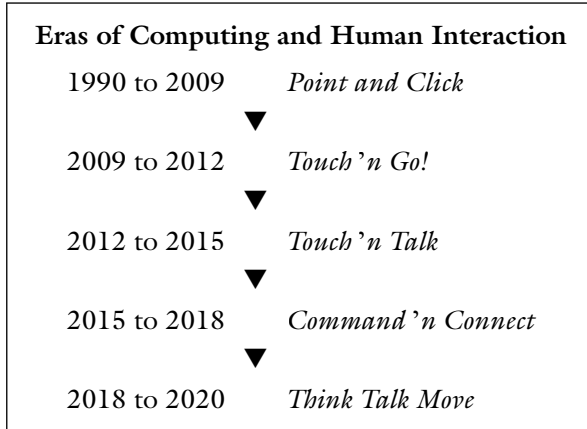 Eras of Computing and Human Interaction
1990 to 2009 Point and Click
▼
2009 to 2012 Touch ’n Go!
▼
2012 to 2015 Touch ’n Talk
▼
2015 to 2018 Command ’n Connect
▼
2018 to 2020 Think Talk Move